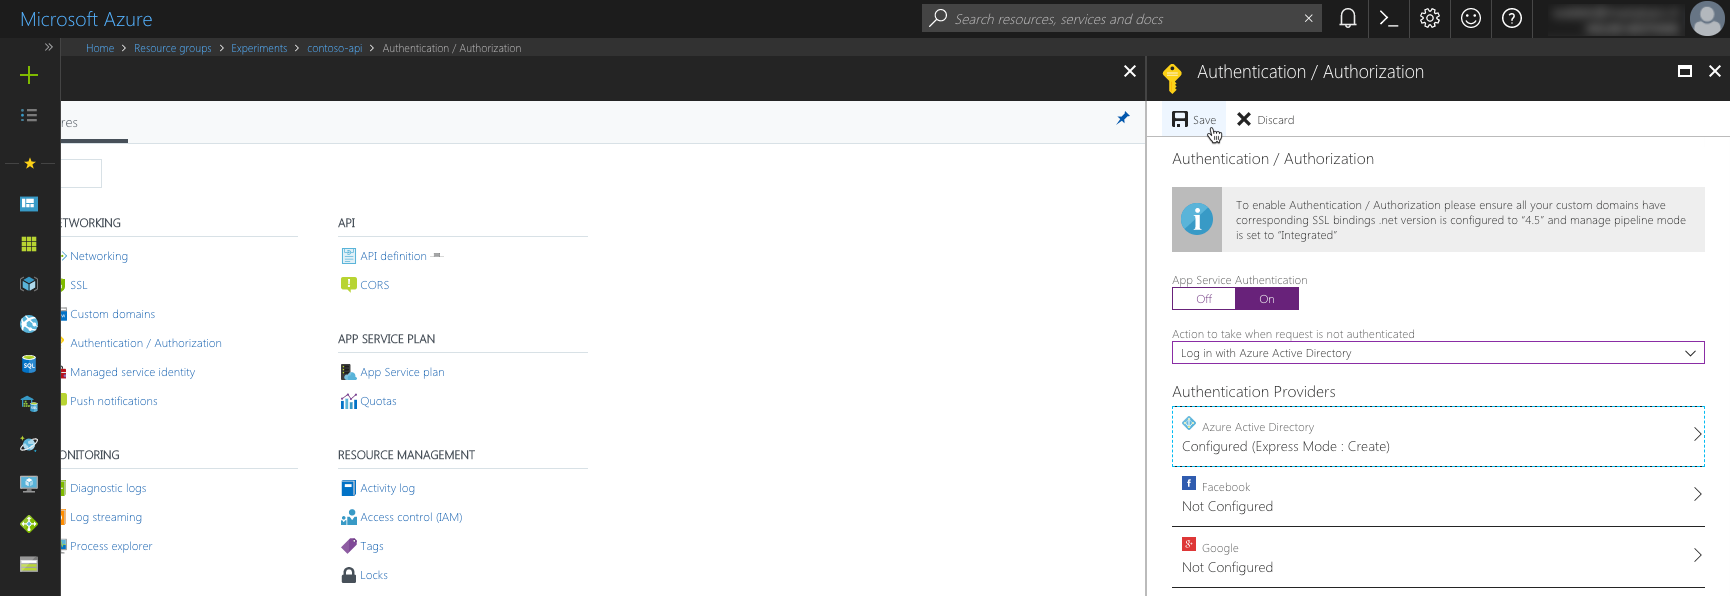 Microsoft Azure
Search resources, services and docs
Home > Resource groups > Experiments > contoso-api > Authentication / Authorization
Authentication / Authorization
res
Save
Discard
Authentication / Authorization
To enable Authentication / Authorization please ensure all your custom domains have
corresponding SSL bindings .net version is configured to "4.5" and manage pipeline mode
is set to "Integrated"
App Service Authentication
Off On
Action to take when request is not authenticated
Log in with Azure Active Directory
Authentication Providers
Azure Active Directory
Configured (Express Mode : Create)
Facebook
Not Configured
Google
Not Configured
ETWORKING
Networking
SSL
Custom domains
Authentication / Authorization
Managed service identity
Push notifications
ONITORING
Diagnostic logs
Log streaming
Process explorer
API
API definition
CORS
APP SERVICE PLAN
App Service plan
Quotas
RESOURCE MANAGEMENT
Activity log
Access control (IAM)
Tags
Locks